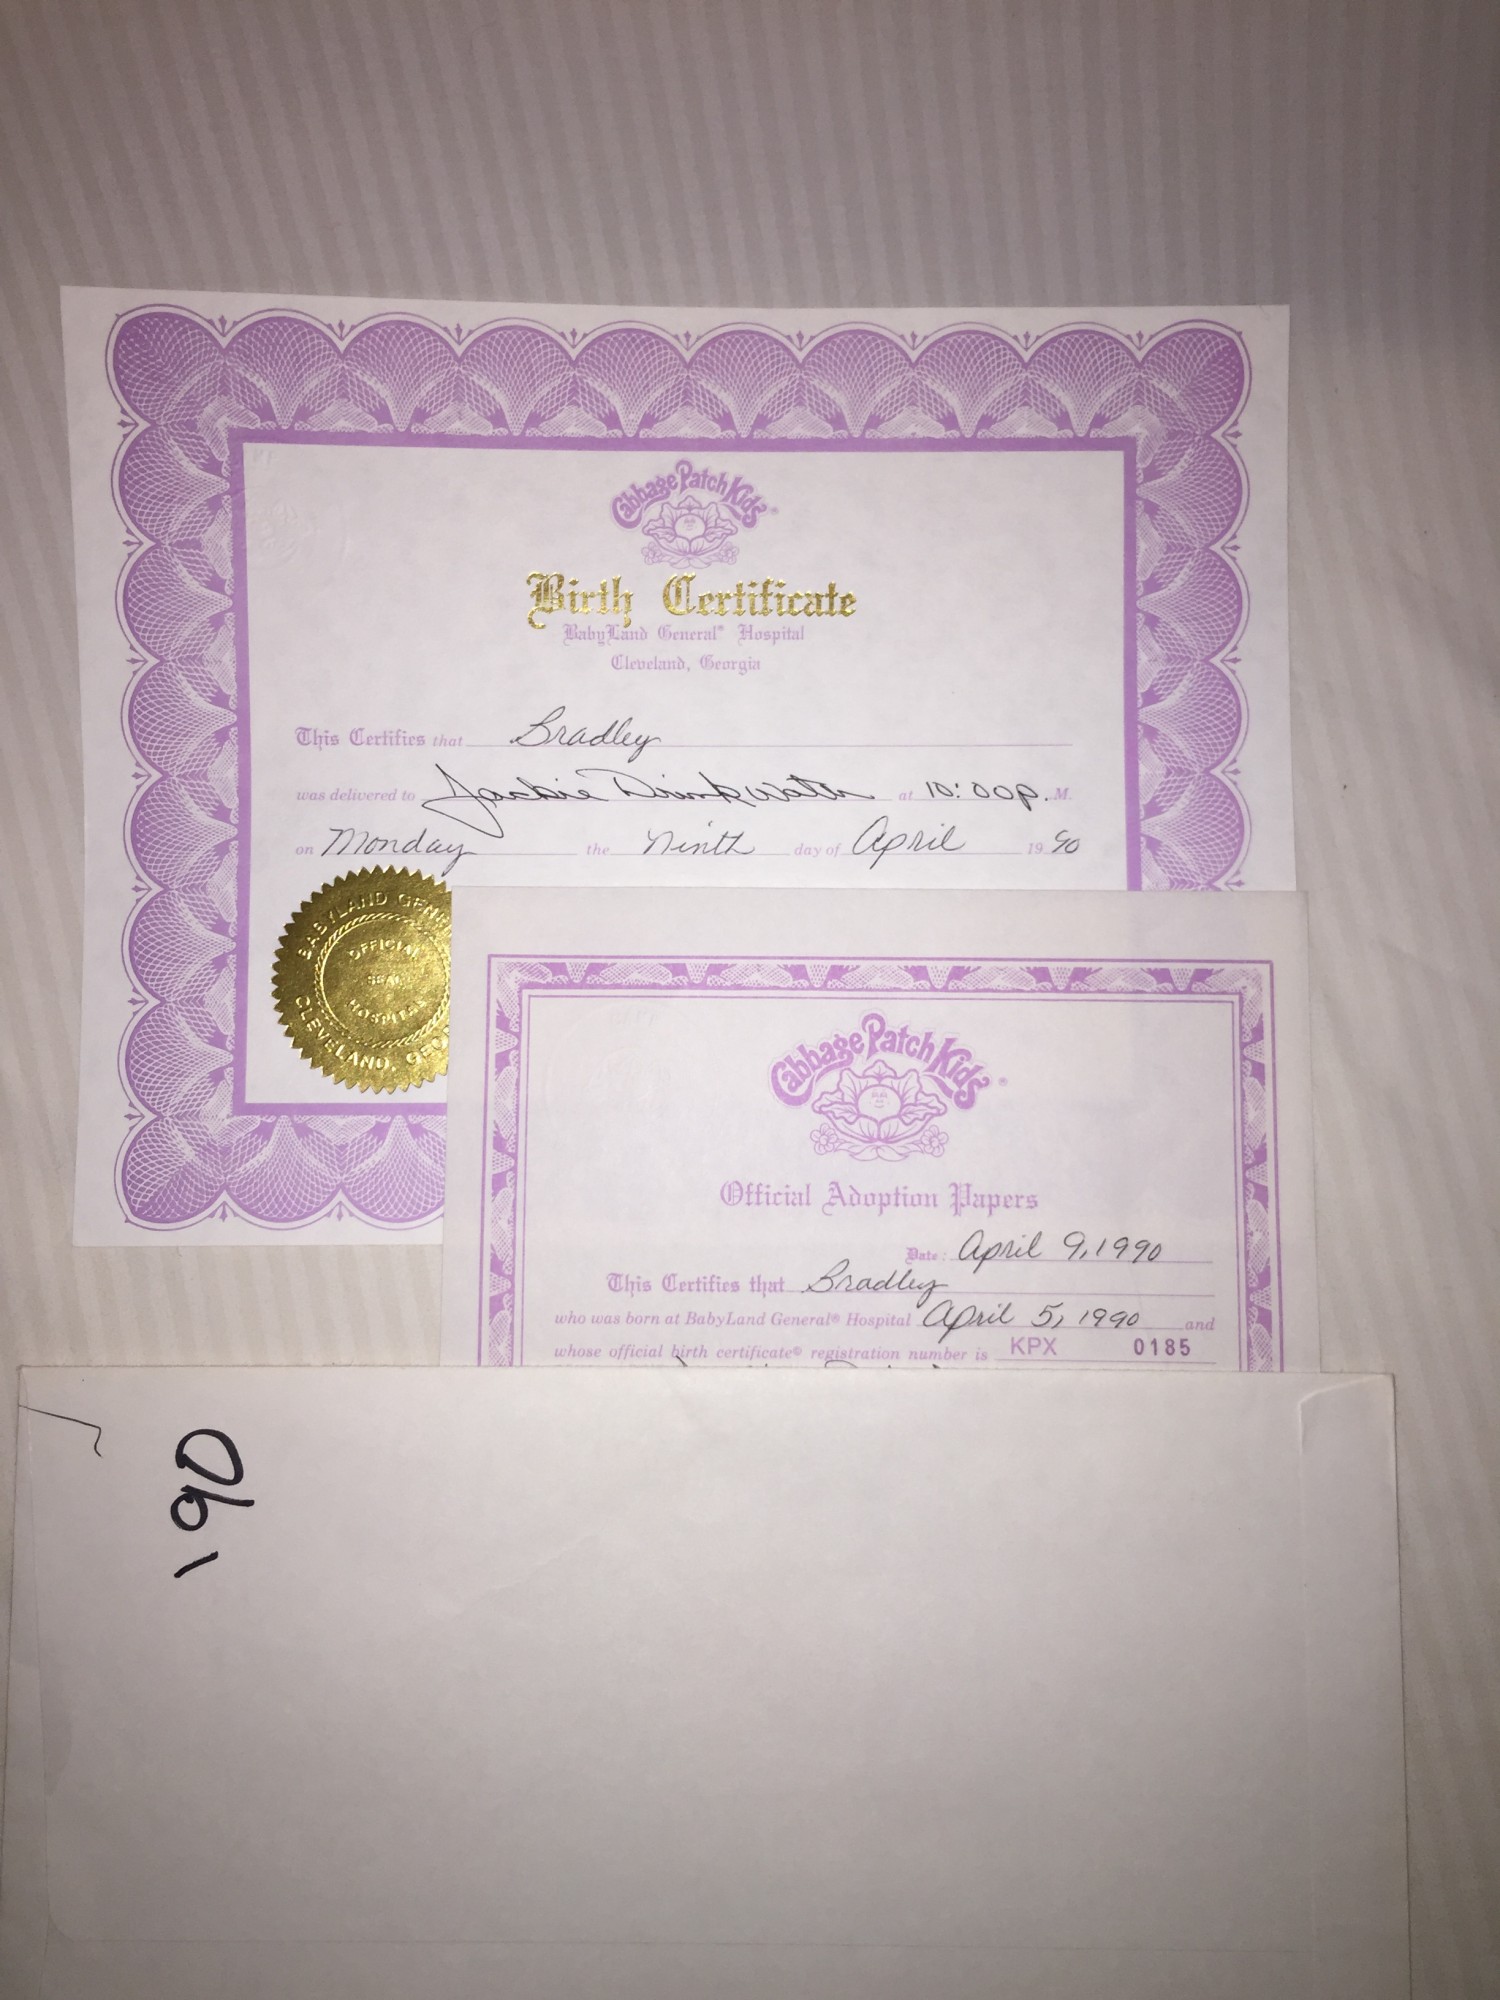 Cabbage Patch Kids®
Birth Certificate
BabyLand General® Hospital
Cleveland, Georgia
This Certifies that Bradley
was delivered to Jackie Drinkwater at 10:00p.M.
on Monday the Ninth day of April 1990
BABYLAND GENE
OFFICIAL
SEAL
HOSPITAL
CLEVELAND, GEO
Cabbage Patch Kids®
Official Adoption Papers
Date: April 9, 1990
This Certifies that Bradley
who was born at BabyLand General® Hospital April 5, 1990 and
whose official birth certificate® registration number is KPX 0185
'90